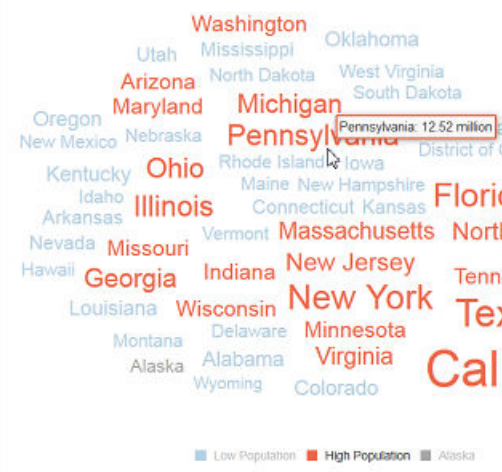 Washington
Oklahoma
Utah
Mississippi
North Dakota
West Virginia
Arizona
South Dakota
Maryland
Michigan
Oregon
Pennsylvania
Pennsylvania: 12.52 million
New Mexico
Nebraska
District of
Rhode Island
Iowa
Kentucky
Ohio
Maine
New Hampshire
Idaho
Illinois
Connecticut
Kansas
Arkansas
Vermont
Massachusetts
Nevada
Missouri
Hawaii
Georgia
Indiana
New Jersey
Louisiana
Wisconsin
New York
Delaware
Minnesota
Montana
Alaska
Alabama
Virginia
Wyoming
Colorado
Low Population
High Population
Alaska